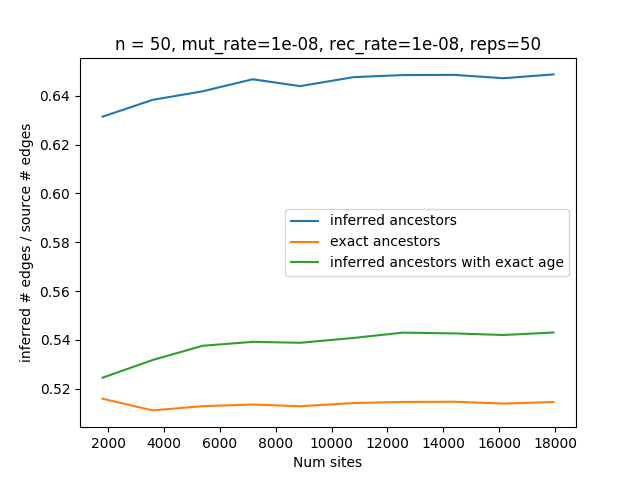 n = 50, mut_rate=1e-08, rec_rate=1e-08, reps=50
inferred # edges / source # edges
0.64
0.62
0.60
0.58
0.56
0.54
0.52
inferred ancestors
exact ancestors
inferred ancestors with exact age
2000 4000 6000 8000 10000 12000 14000 16000 18000
Num sites